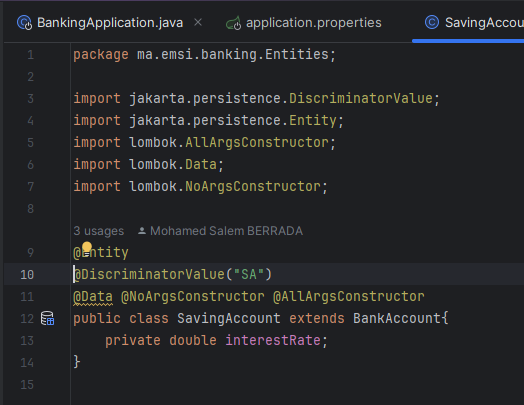 BankingApplication.java application.properties SavingAccou
1 package ma.emsi.banking.Entities;
2
3 import jakarta.persistence.DiscriminatorValue;
4 import jakarta.persistence.Entity;
5 import lombok.AllArgsConstructor;
6 import lombok.Data;
7 import lombok.NoArgsConstructor;
8
3 usages Mohamed Salem BERRADA
9 @Entity
10 @DiscriminatorValue("SA")
11 @Data @NoArgsConstructor @AllArgsConstructor
12 public class SavingAccount extends BankAccount{
13 private double interestRate;
14 }
15